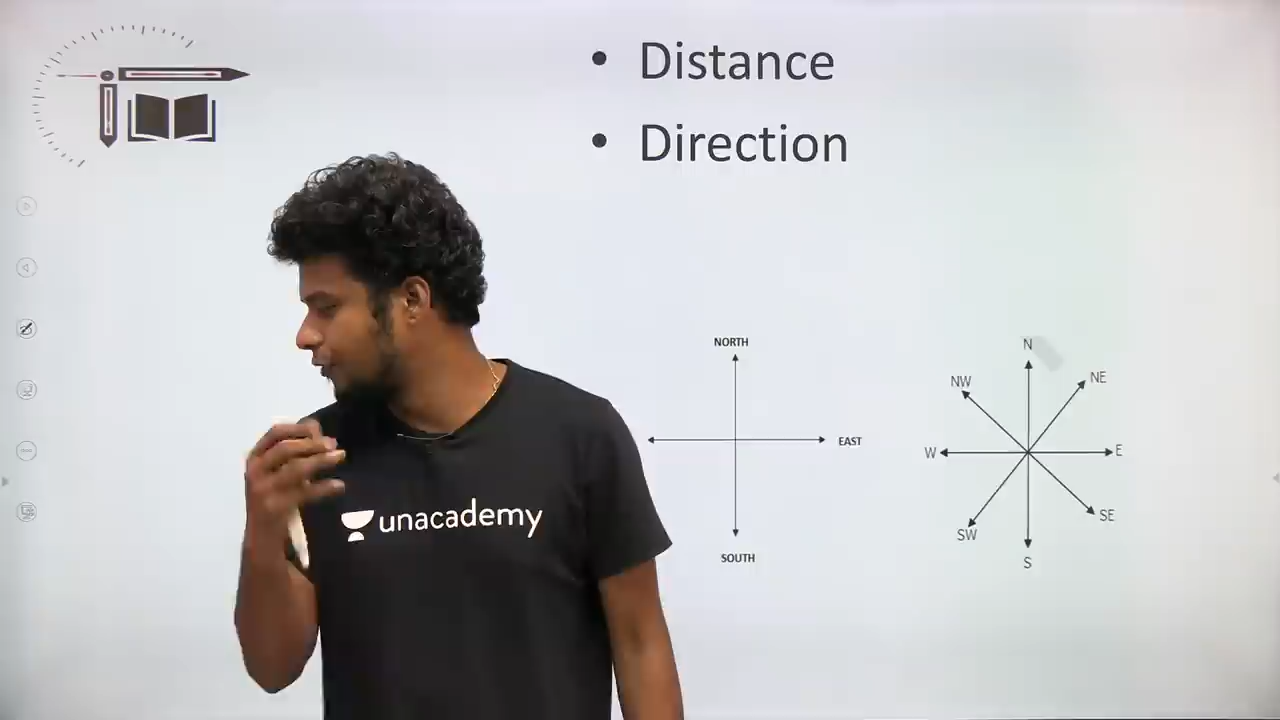 Distance
Direction
NORTH
EAST
SOUTH
N
NW
NE
W
E
SW
SE
S
unacademy